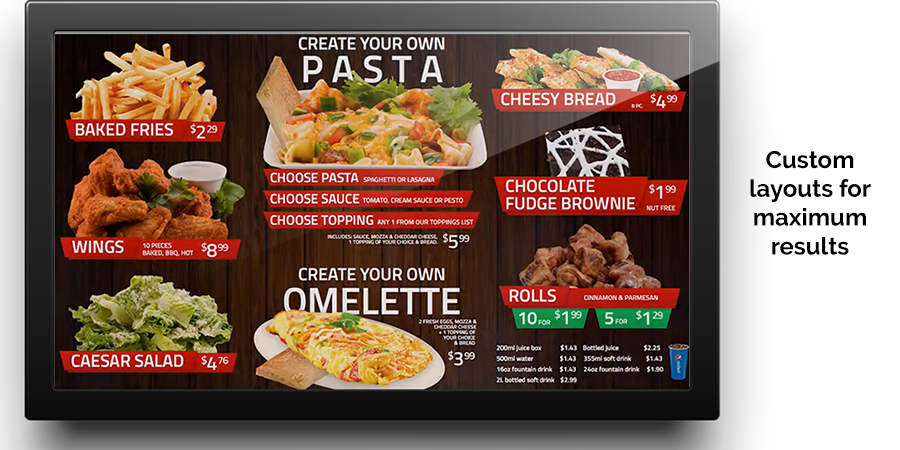 BAKED FRIES $2 29
WINGS 10 PIECES BAKED, BBQ, HOT $8 99
CAESAR SALAD $4 76
CREATE YOUR OWN
PASTA
CHOOSE PASTA SPAGHETTI OR LASAGNA
CHOOSE SAUCE TOMATO, CREAM SAUCE OR PESTO
CHOOSE TOPPING ANY 1 FROM OUR TOPPINGS LIST
INCLUDES: SAUCE, MOZZA & CHEDDAR CHEESE,
1 TOPPING OF YOUR CHOICE & BREAD. $5 99
CREATE YOUR OWN
OMELETTE
2 FRESH EGGS, MOZZA &
CHEDDAR CHEESE
+ 1 TOPPING OF
YOUR CHOICE
& BREAD
$3 99
CHEESY BREAD 8 PC. $4 99
CHOCOLATE
FUDGE BROWNIE $1 99
NUT FREE
ROLLS CINNAMON & PARMESAN
10 FOR $1 99 5 FOR $1 29
200ml juice box $1.43 Bottled juice $2.25
500ml water $1.43 355ml soft drink $1.43
16oz fountain drink $1.43 24oz fountain drink $1.90
2L bottled soft drink $2.99
Custom
layouts for
maximum
results